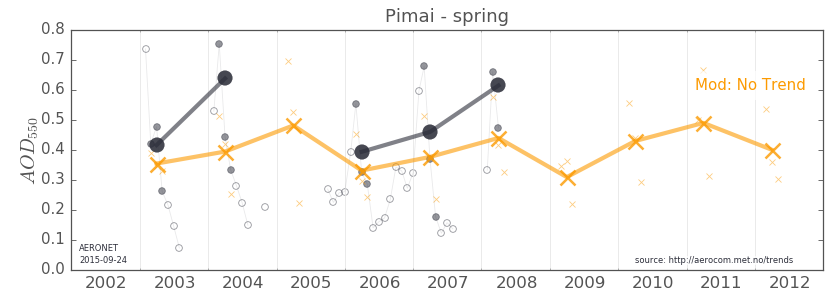 Pimai - spring
0.8
0.7
0.6
0.5
0.4
0.3
0.2
0.1
0.0
AOD550
Mod: No Trend
AERONET
2015-09-24
source: http://aerocom.met.no/trends
2002 2003 2004 2005 2006 2007 2008 2009 2010 2011 2012